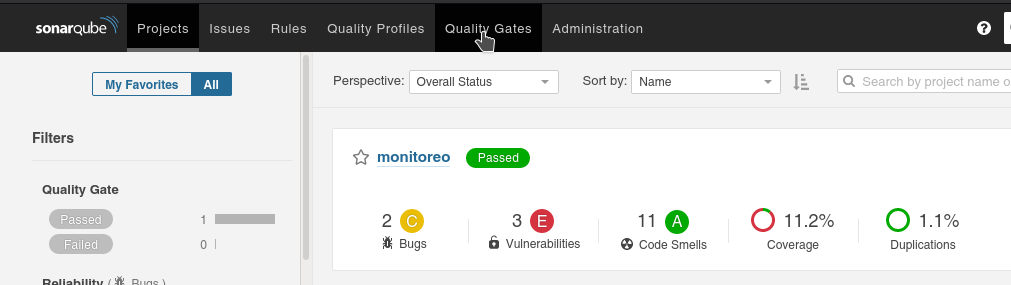 sonarqube Projects Issues Rules Quality Profiles Quality Gates Administration ?
My Favorites All Perspective: Overall Status Sort by: Name Search by project name o
Filters
monitoreo Passed
Quality Gate
Passed 1
2 C 3 E 11 A 11.2% 1.1%
Failed 0
Bugs Vulnerabilities Code Smells Coverage Duplications
Reliability ( Bugs )